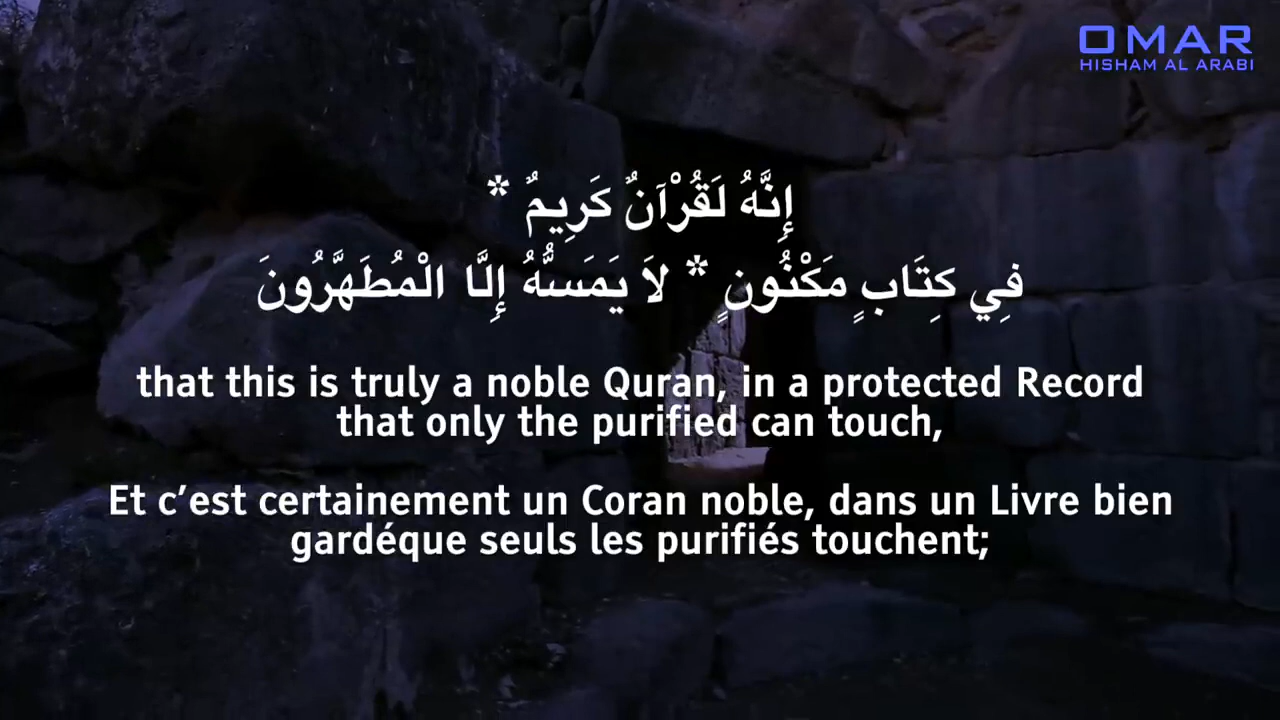 OMAR
HISHAM AL ARABI
إِنَّهُ لَقُرْآنٌ كَرِيمٌ *
فِي كِتَابٍ مَكْنُونٍ * لاَ يَمَسُّهُ إِلَّا الْمُطَهَّرُونَ
that this is truly a noble Quran, in a protected Record
that only the purified can touch,
Et c’est certainement un Coran noble, dans un Livre bien
gardéque seuls les purifiés touchent;